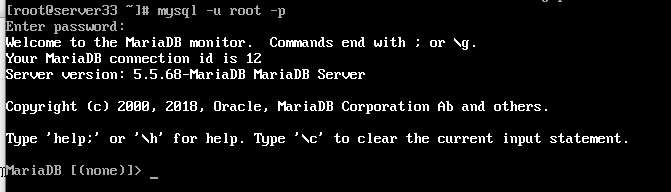 [root@server33 ~]# mysql -u root -p
Enter password:
Welcome to the MariaDB monitor.  Commands end with ; or \g.
Your MariaDB connection id is 12
Server version: 5.5.68-MariaDB MariaDB Server
Copyright (c) 2000, 2018, Oracle, MariaDB Corporation Ab and others.
Type 'help;' or '\h' for help. Type '\c' to clear the current input statement.
MariaDB [(none)]> _